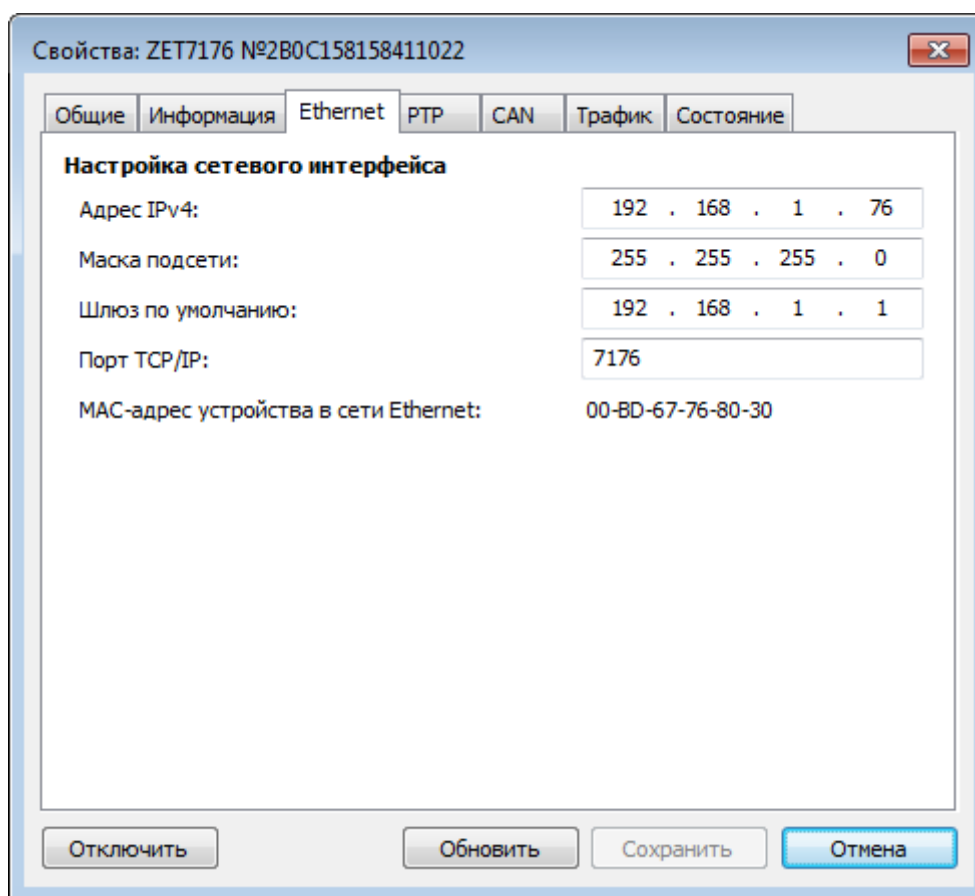 Свойства: ZET7176 №2B0C158158411022
Общие Информация Ethernet PTP CAN Трафик Состояние
Настройка сетевого интерфейса
Адрес IPv4: 192 . 168 . 1 . 76
Маска подсети: 255 . 255 . 255 . 0
Шлюз по умолчанию: 192 . 168 . 1 . 1
Порт TCP/IP: 7176
MAC-адрес устройства в сети Ethernet: 00-BD-67-76-80-30
Отключить Обновить Сохранить Отмена